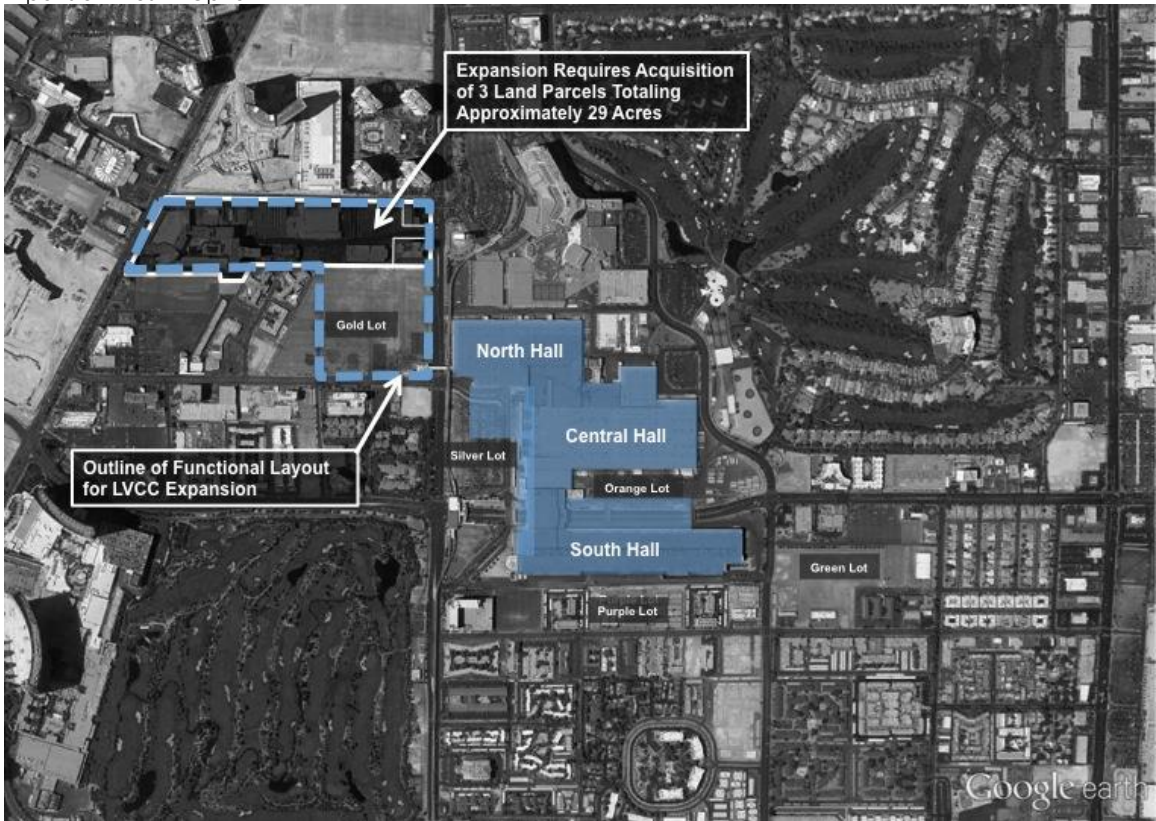 Expansion Requires Acquisition
of 3 Land Parcels Totaling
Approximately 29 Acres
Gold Lot
North Hall
Central Hall
Silver Lot
Outline of Functional Layout
for LVCC Expansion
Orange Lot
South Hall
Green Lot
Purple Lot
Google earth